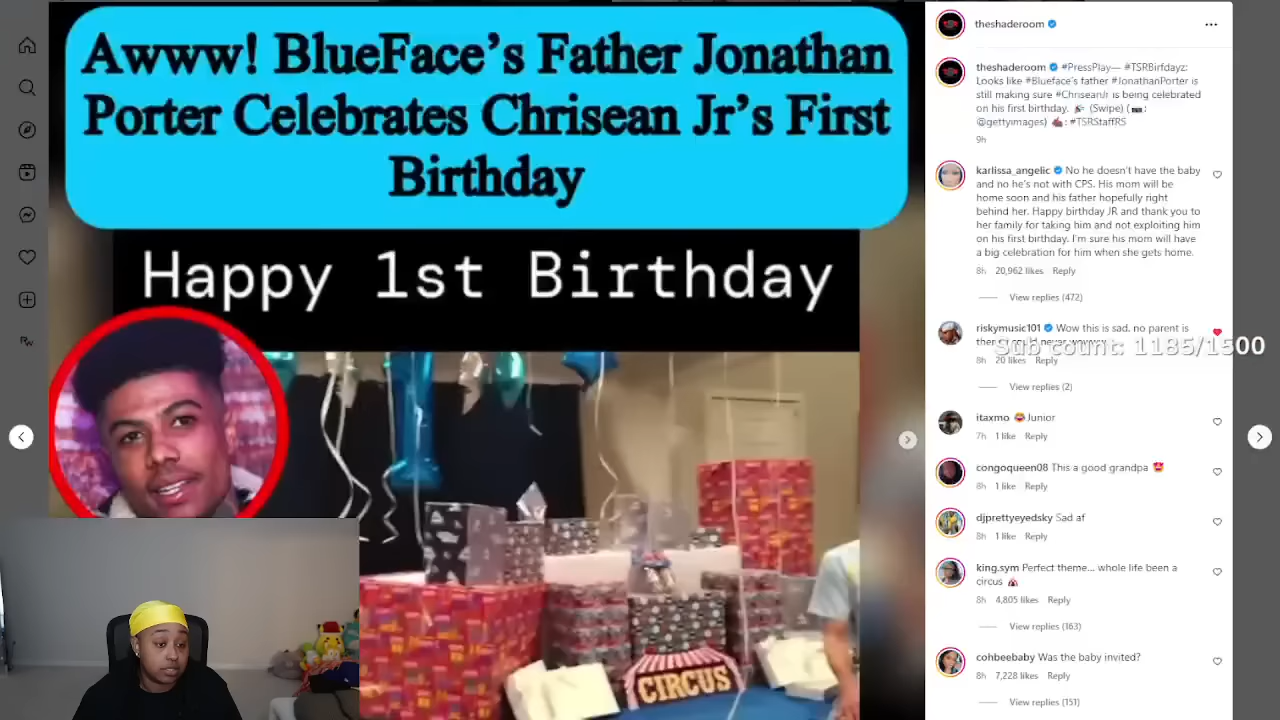 Awww! BlueFace's Father Jonathan
Porter Celebrates Chrisean Jr's First
Birthday
Happy 1st Birthday
CIRCUS
theshaderoom
theshaderoom #PressPlay— #TSRBirfdayz:
Looks like #Blueface's father #JonathanPorter is
still making sure #ChriseanJr is being celebrated
on his first birthday. 🎉 (Swipe) (📷:
@gettyimages) ✍🏾: #TSRStaffRS
9h
karlissa_angelic No he doesn't have the baby
and no he's not with CPS. His mom will be
home soon and his father hopefully right
behind her. Happy birthday JR and thank you to
her family for taking him and not exploiting him
on his first birthday. I'm sure his mom will have
a big celebration for him when she gets home.
8h 20,962 likes Reply
View replies (472)
riskymusic101 Wow this is sad, no parent is
Sub count: 1185/1500
8h 20 likes Reply
View replies (2)
itaxmo 😂Junior
7h 1 like Reply
congoqueen08 This a good grandpa 😍
8h 1 like Reply
djprettyeyedsky Sad af
8h 1 like Reply
king.sym Perfect theme... whole life been a
circus 🎪
8h 4,805 likes Reply
View replies (163)
cohbeebaby Was the baby invited?
8h 7,228 likes Reply
View replies (151)